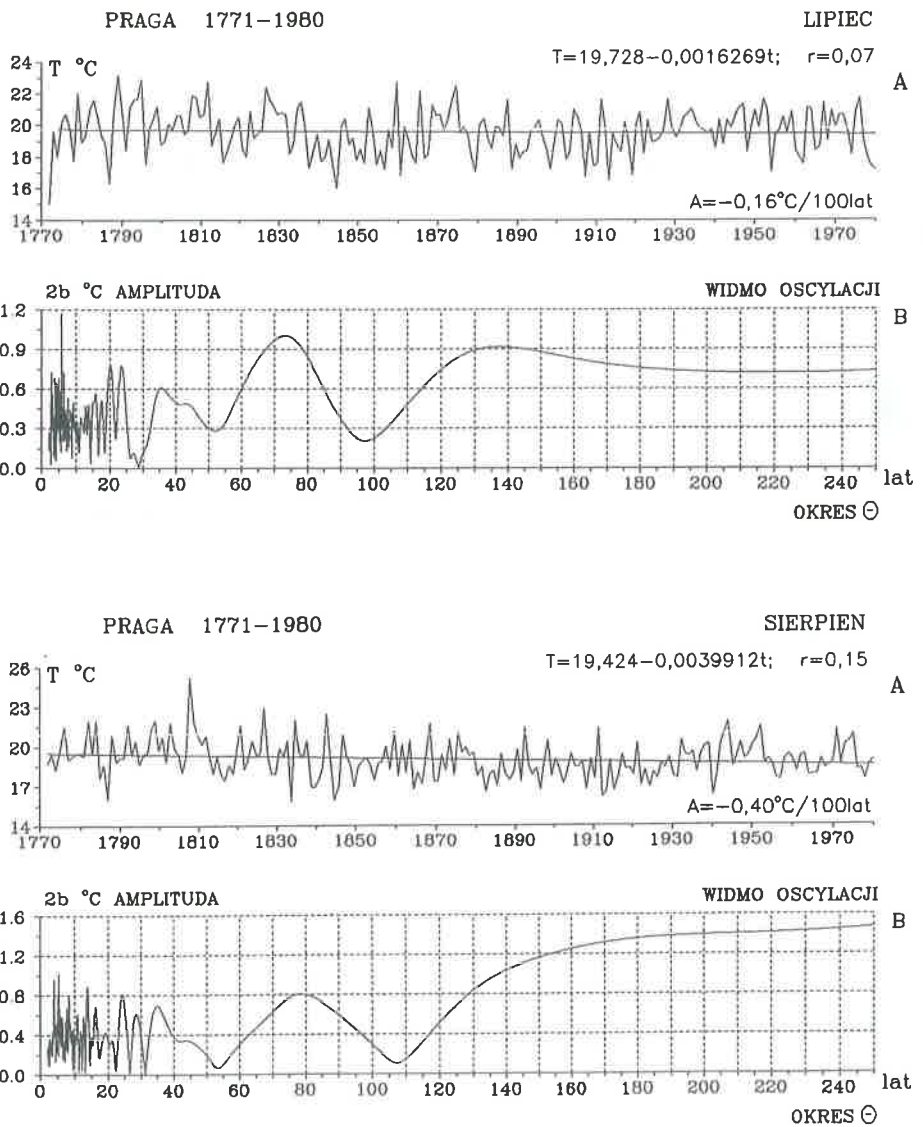 PRAGA 1771-1980 LIPIEC
T=19,728-0,0016269t; r=0,07
T °C
A
24
22
20
18
16
14
A=-0,16°C/100lat
1770 1790 1810 1830 1850 1870 1890 1910 1930 1950 1970
2b °C AMPLITUDA WIDMO OSCYLACJI
B
1.2
0.9
0.6
0.3
0.0
0 20 40 60 80 100 120 140 160 180 200 220 240 lat
OKRES Θ
PRAGA 1771-1980 SIERPIEN
T=19,424-0,0039912t; r=0,15
T °C
A
26
23
20
17
14
A=-0,40°C/100lat
1770 1790 1810 1830 1850 1870 1890 1910 1930 1950 1970
2b °C AMPLITUDA WIDMO OSCYLACJI
B
1.6
1.2
0.8
0.4
0.0
0 20 40 60 80 100 120 140 160 180 200 220 240 lat
OKRES Θ